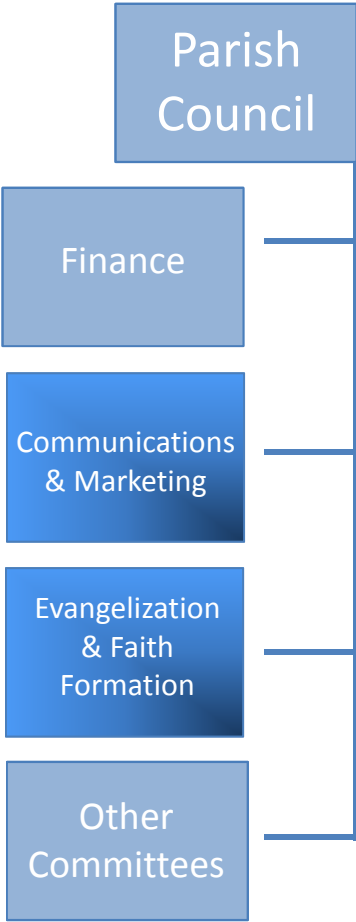 Parish
Council
Finance
Communications
& Marketing
Evangelization
& Faith
Formation
Other
Committees